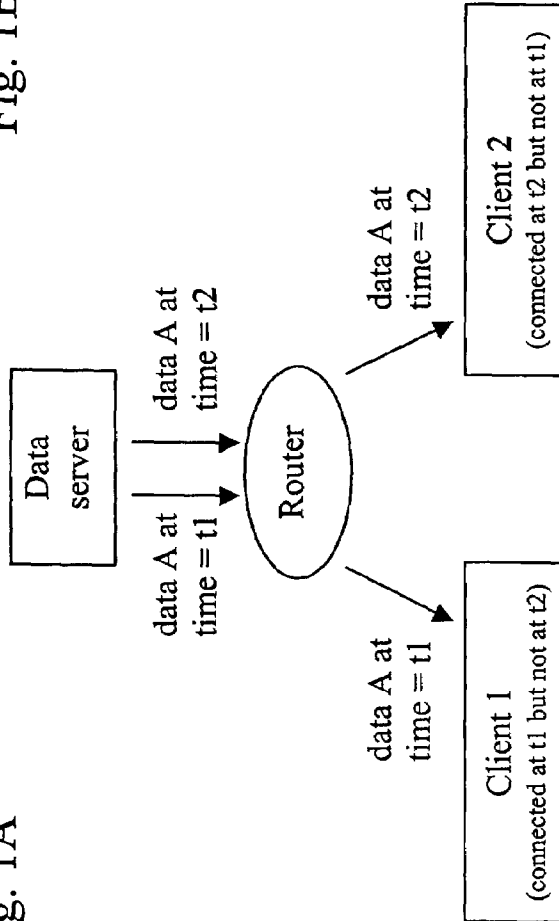 g. 1A
Fig. 1B
Data
server
data A at
time = t1
data A at
time = t2
Router
data A at
time = t1
data A at
time = t2
Client 1
(connected at t1 but not at t2)
Client 2
(connected at t2 but not at t1)